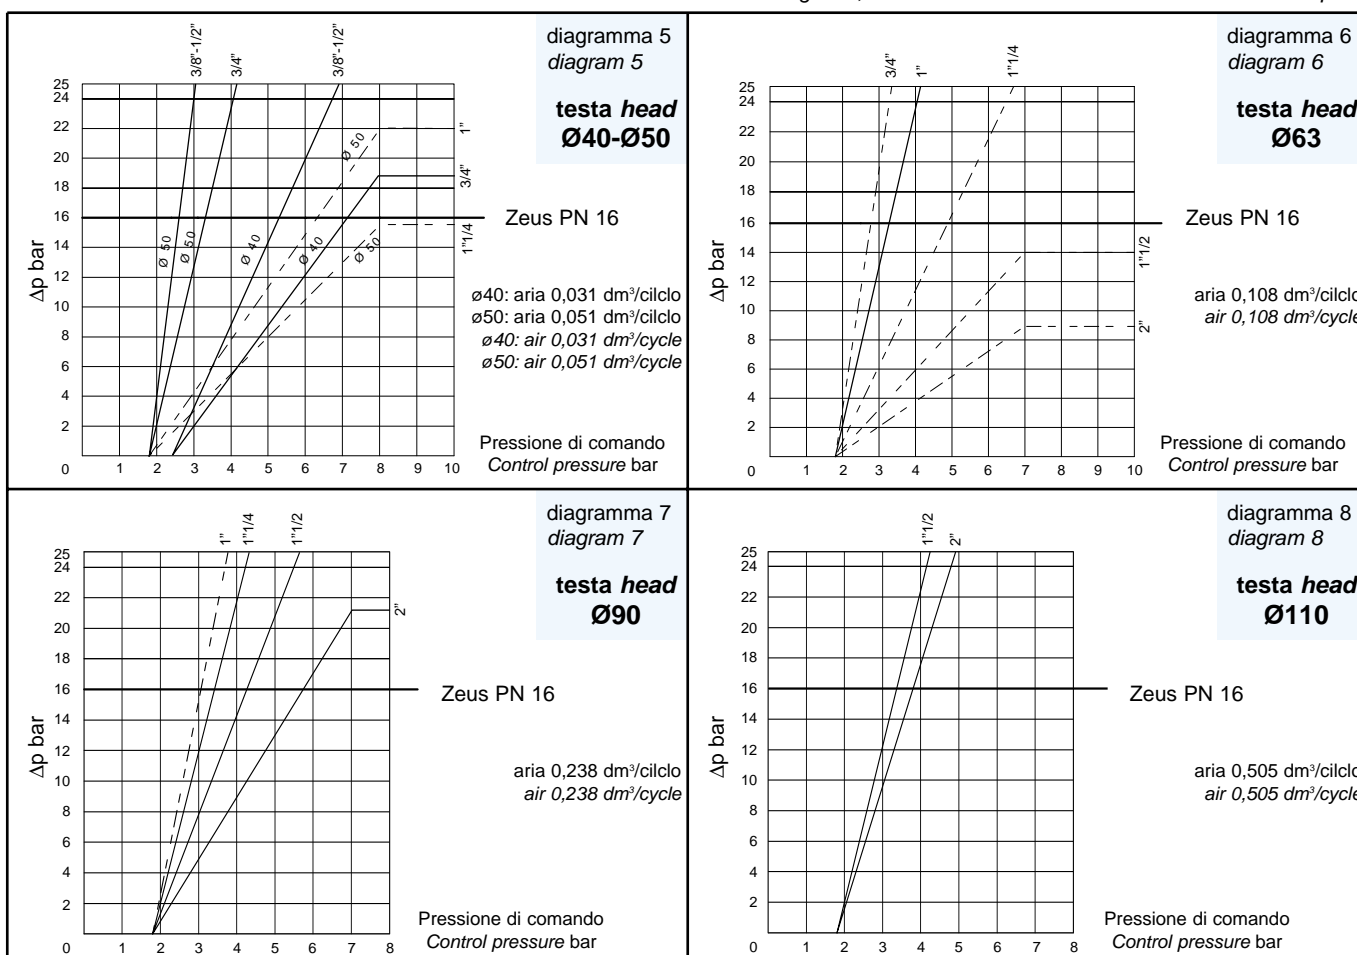 diagramma 5
diagram 5
testa head
Ø40-Ø50
3/8"-1/2"
3/4"
3/8"-1/2"
1"
3/4"
1"1/4
Ø 50
Ø 50
Ø 40
Ø 40
Ø 50
Ø 50
25
24
22
20
18
16
14
12
10
8
6
4
2
0 1 2 3 4 5 6 7 8 9 10
Δp bar
Zeus PN 16
ø40: aria 0,031 dm³/cilclo
ø50: aria 0,051 dm³/cilclo
ø40: air 0,031 dm³/cycle
ø50: air 0,051 dm³/cycle
Pressione di comando
Control pressure bar
diagramma 6
diagram 6
testa head
Ø63
3/4"
1"
1"1/4
1"1/2
2"
25
24
22
20
18
16
14
12
10
8
6
4
2
0 1 2 3 4 5 6 7 8 9 10
Δp bar
Zeus PN 16
aria 0,108 dm³/cilclo
air 0,108 dm³/cycle
Pressione di comando
Control pressure bar
diagramma 7
diagram 7
testa head
Ø90
1"
1"1/4
1"1/2
2"
25
24
22
20
18
16
14
12
10
8
6
4
2
0 1 2 3 4 5 6 7 8
Δp bar
Zeus PN 16
aria 0,238 dm³/cilclo
air 0,238 dm³/cycle
Pressione di comando
Control pressure bar
diagramma 8
diagram 8
testa head
Ø110
1"1/2
2"
25
24
22
20
18
16
14
12
10
8
6
4
2
0 1 2 3 4 5 6 7 8
Δp bar
Zeus PN 16
aria 0,505 dm³/cilclo
air 0,505 dm³/cycle
Pressione di comando
Control pressure bar